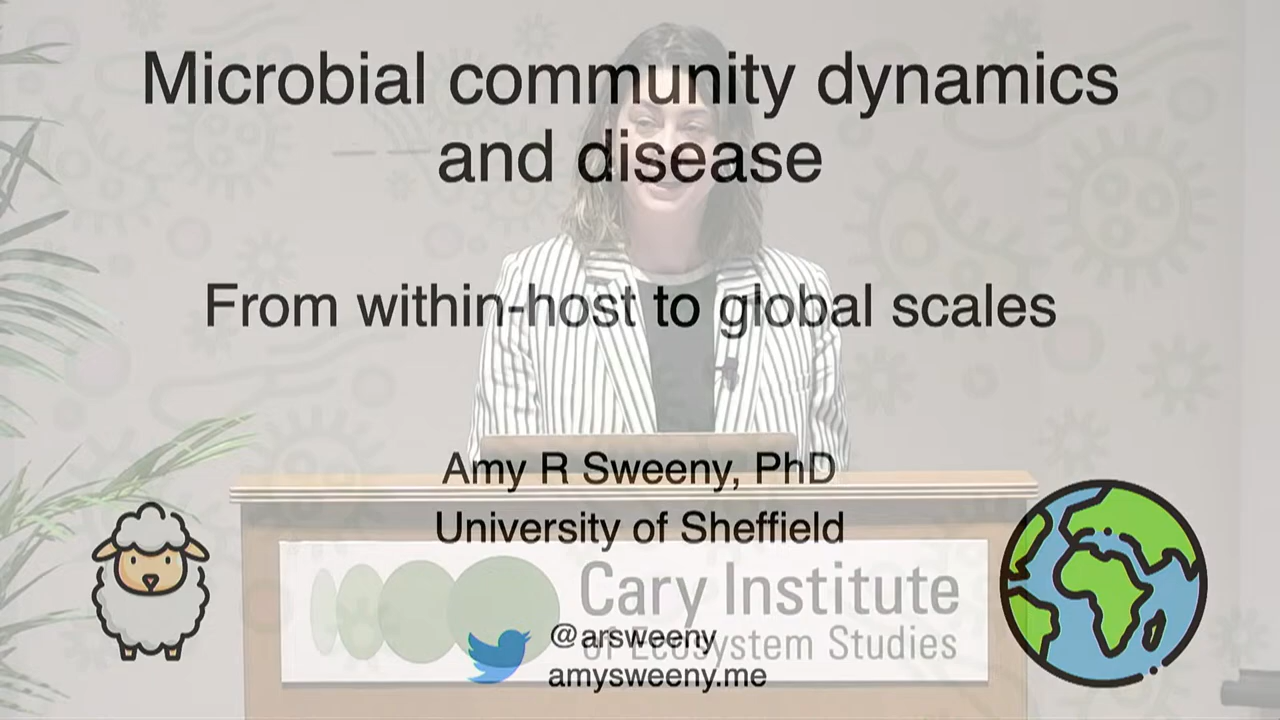 Microbial community dynamics
and disease
From within-host to global scales
Amy R Sweeny, PhD
University of Sheffield
Cary Institute
of Ecosystem Studies
@arsweeny
amysweeny.me